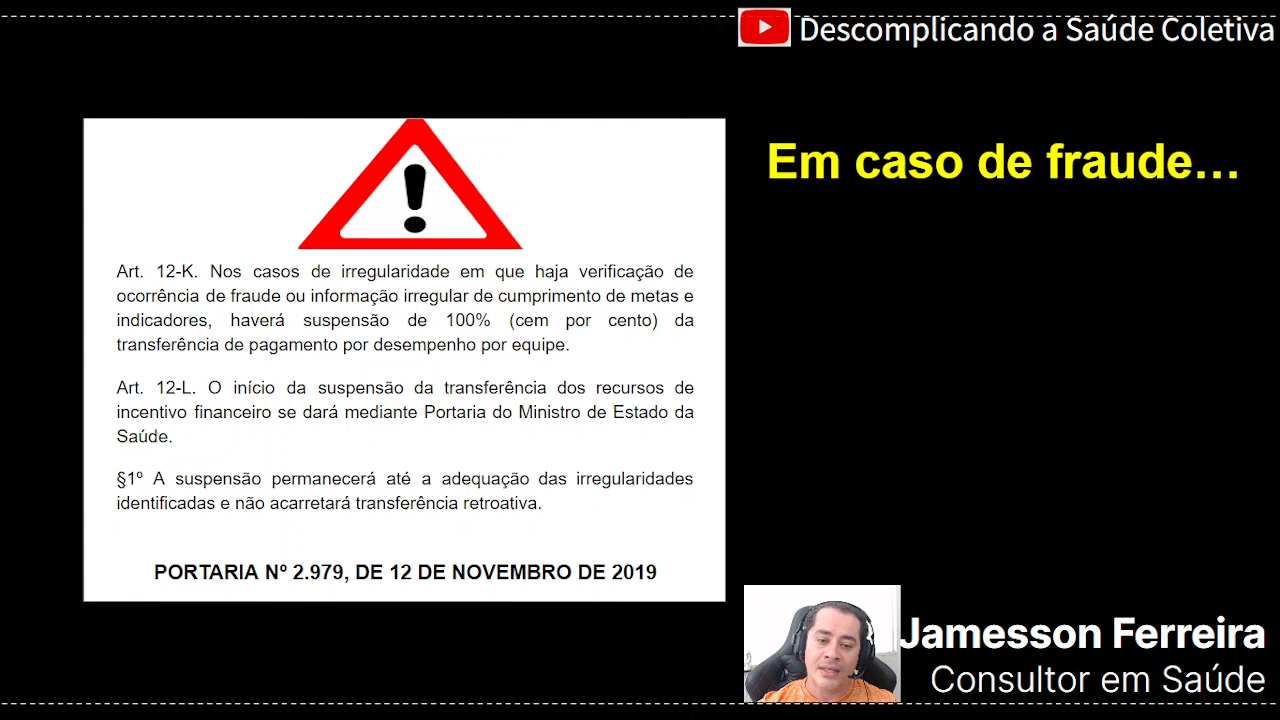 Descomplicando a Saúde Coletiva
Em caso de fraude...
!
Art. 12-K. Nos casos de irregularidade em que haja verificação de
ocorrência de fraude ou informação irregular de cumprimento de metas e
indicadores, haverá suspensão de 100% (cem por cento) da
transferência de pagamento por desempenho por equipe.
Art. 12-L. O início da suspensão da transferência dos recursos de
incentivo financeiro se dará mediante Portaria do Ministro de Estado da
Saúde.
§1º A suspensão permanecerá até a adequação das irregularidades
identificadas e não acarretará transferência retroativa.
PORTARIA Nº 2.979, DE 12 DE NOVEMBRO DE 2019
Jamesson Ferreira
Consultor em Saúde